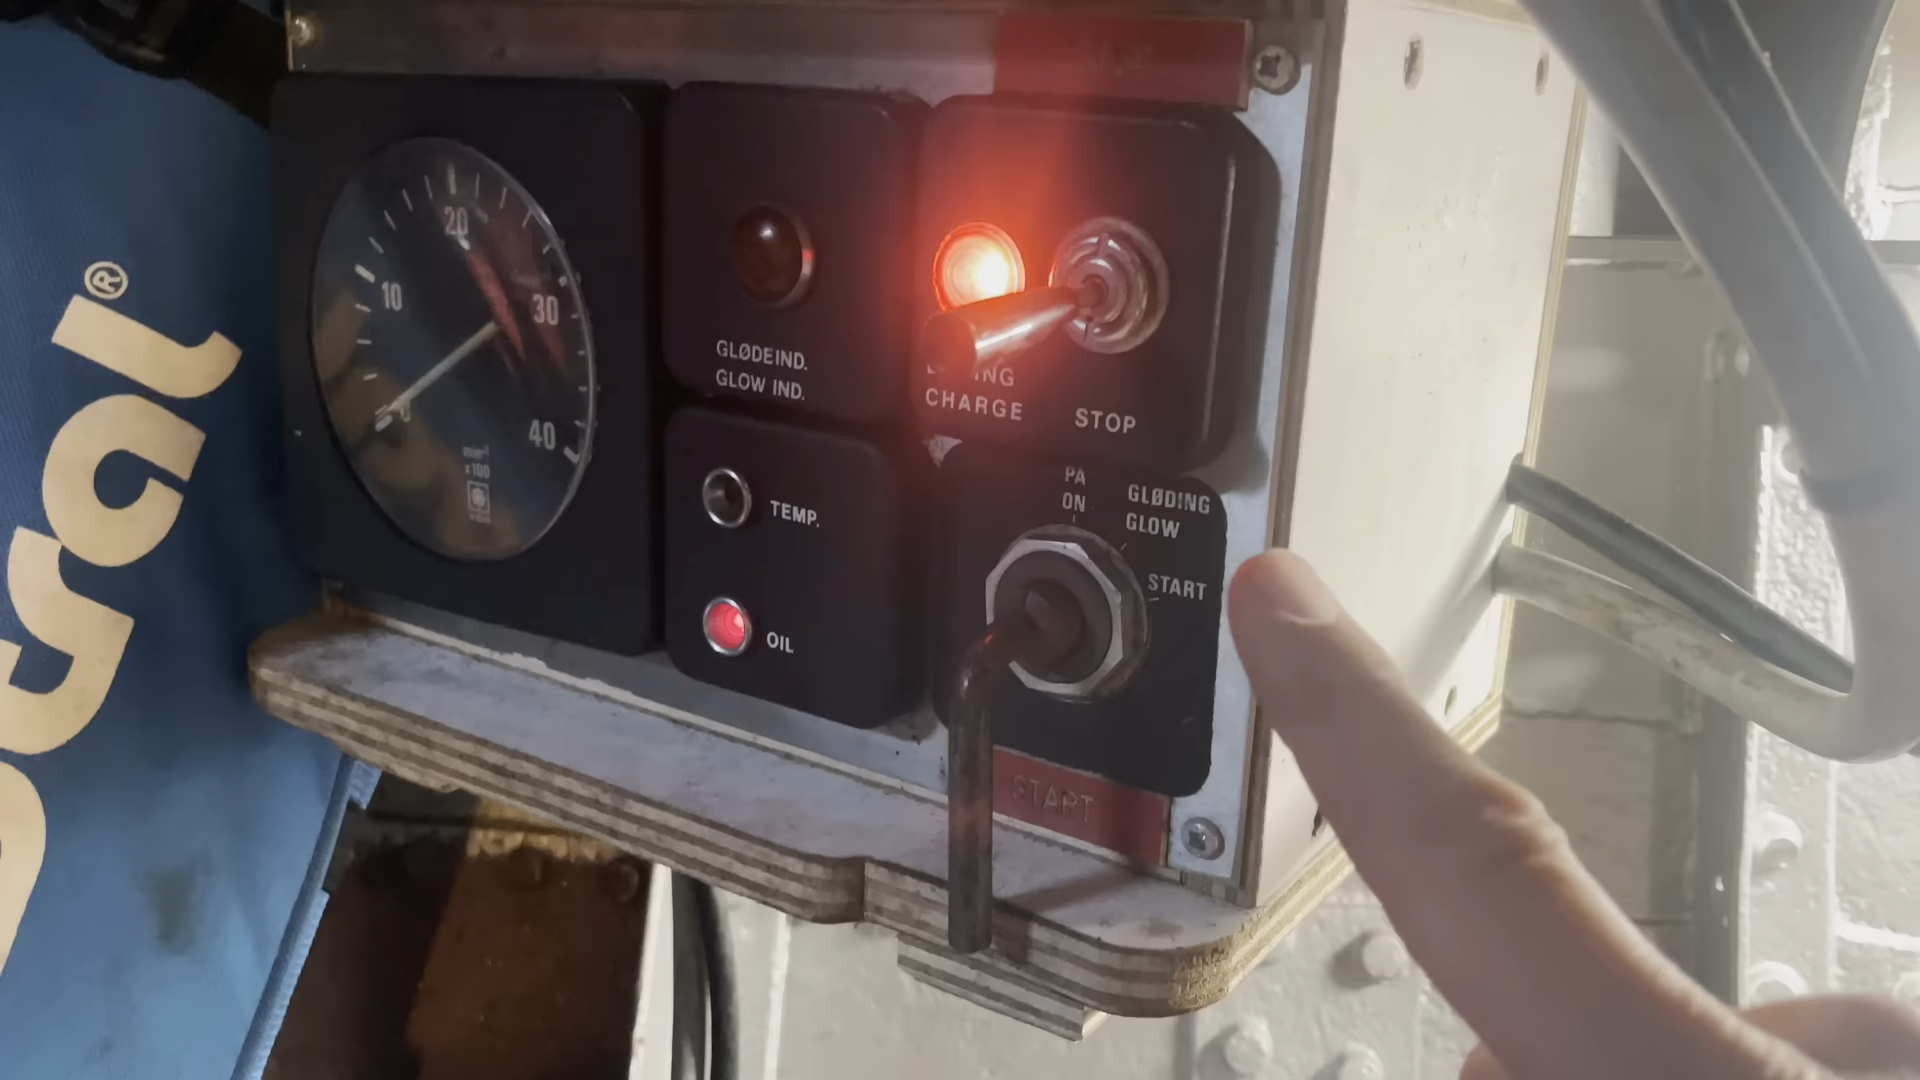 20
10
30
40
x100
GLØDEIND.
GLOW IND.
CHARGE
STOP
TEMP.
OIL
PÅ
ON
GLØDING
GLOW
START
START
®